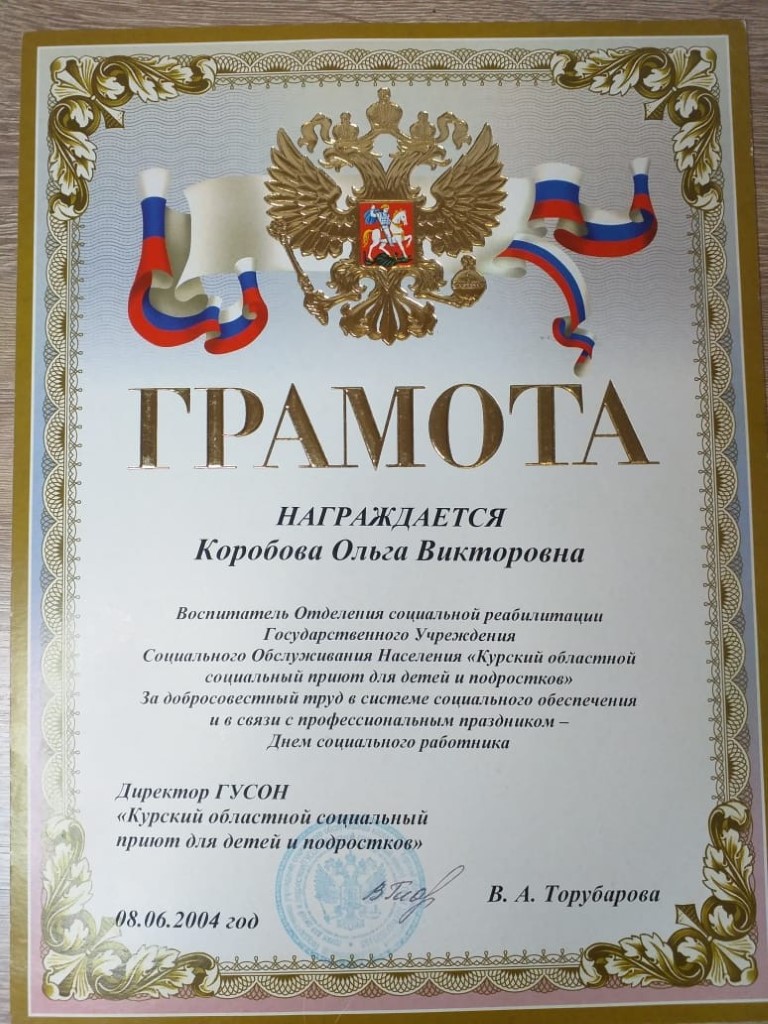 ГРАМОТА
НАГРАЖДАЕТСЯ
Коробова Ольга Викторовна
Воспитатель Отделения социальной реабилитации
Государственного Учреждения
Социального Обслуживания Населения «Курский областной
социальный приют для детей и подростков»
За добросовестный труд в системе социального обеспечения
и в связи с профессиональным праздником –
Днем социального работника
Директор ГУСОН
«Курский областной социальный
приют для детей и подростков»
В. А. Торубарова
08.06.2004 год